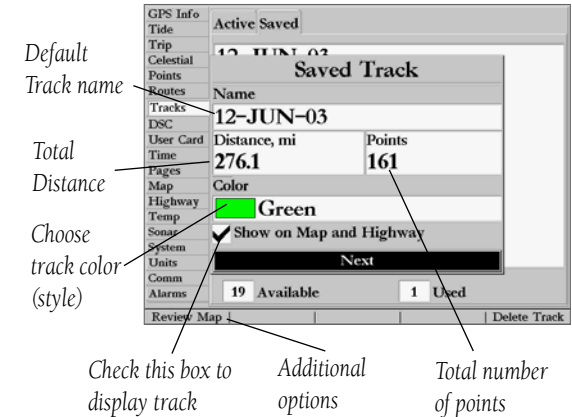 GPS Info
Tide
Trip
Celestial
Points
Routes
Tracks
DSC
User Card
Time
Pages
Map
Highway
Temp
Sonar
System
Units
Comm
Alarms
Active Saved
12-JUN-03
Saved Track
Name
12-JUN-03
Distance, mi Points
276.1 161
Color
Green
Show on Map and Highway
Next
19 Available 1 Used
Review Map Delete Track
Default
Track name
Total
Distance
Choose
track color
(style)
Check this box to
display track
Additional
options
Total number
of points